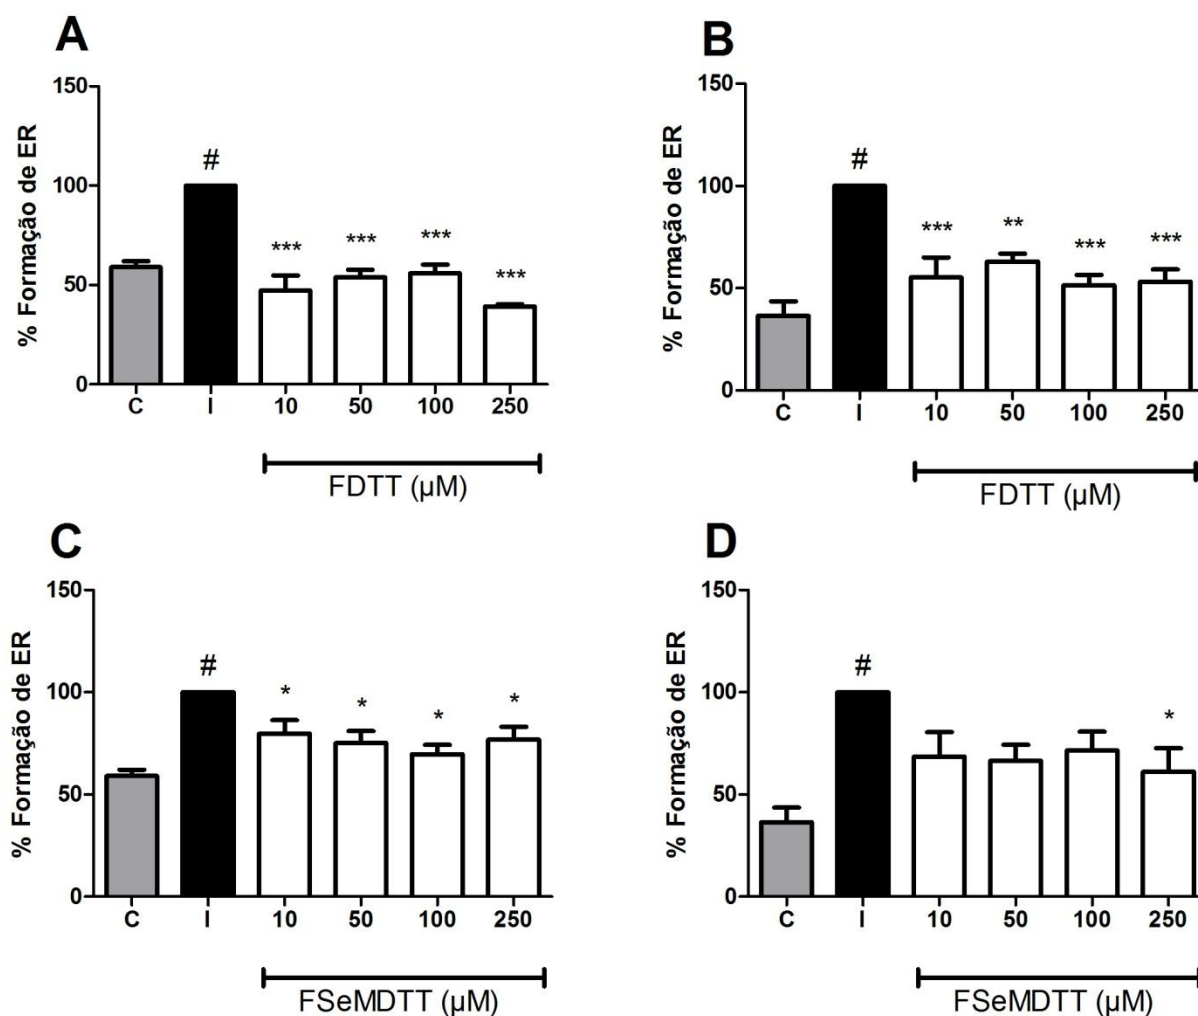 A
% Formação de ER
150
100
50
0
#
***
***
***
***
C I 10 50 100 250
FDTT (µM)
B
% Formação de ER
150
100
50
0
#
***
**
***
***
C I 10 50 100 250
FDTT (µM)
C
% Formação de ER
150
100
50
0
#
*
*
*
*
C I 10 50 100 250
FSeMDTT (µM)
D
% Formação de ER
150
100
50
0
#
*
C I 10 50 100 250
FSeMDTT (µM)